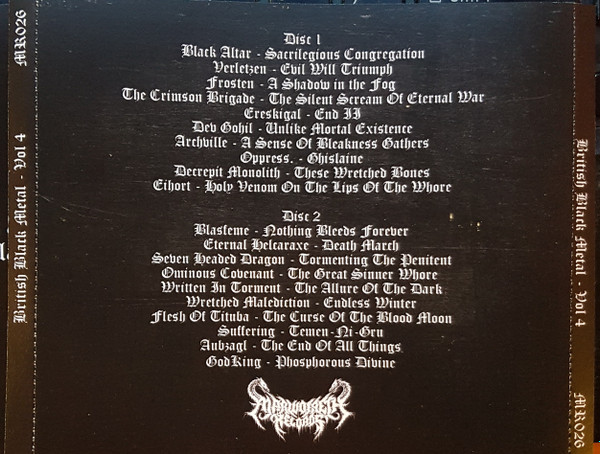 MR026
British Black Metal - Vol 4
Disc 1
Black Altar - Sacrilegious Congregation
Verletzen - Evil Will Triumph
Frosten - A Shadow in the Fog
The Crimson Brigade - The Silent Scream Of Eternal War
Ereskigal - End II
Dev Gohil - Unlike Mortal Existence
Archville - A Sense Of Bleakness Gathers
Oppress. - Ghislaine
Decrepit Monolith - These Wretched Bones
Eihort - Holy Venom On The Lips Of The Whore
Disc 2
Blasfeme - Nothing Bleeds Forever
Eternal Helcaraxe - Death March
Seven Headed Dragon - Tormenting The Penitent
Ominous Covenant - The Great Sinner Whore
Written In Torment - The Allure Of The Dark
Wretched Malediction - Endless Winter
Flesh Of Tituba - The Curse Of The Blood Moon
Suffering - Temen-Ni-Gru
Aubzagl - The End Of All Things
GodKing - Phosphorous Divine
Records
British Black Metal - Vol 4
MR026